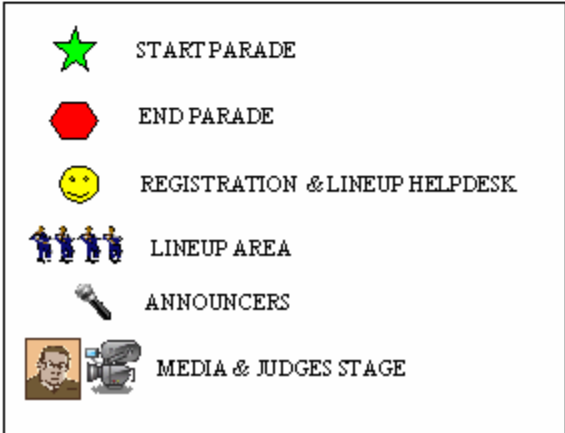 START PARADE
END PARADE
REGISTRATION & LINEUP HELPDESK
LINEUP AREA
ANNOUNCERS
MEDIA & JUDGES STAGE